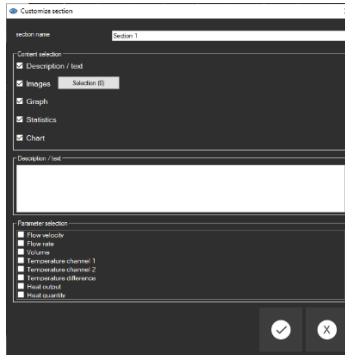 Customize section
section name
Section 1
Content selection
Description / text
Images
Selection (0)
Graph
Statistics
Chart
Description / text
Parameter selection
Flow velocity
Flow rate
Volume
Temperature channel 1
Temperature channel 2
Temperature difference
Heat output
Heat quantity
X